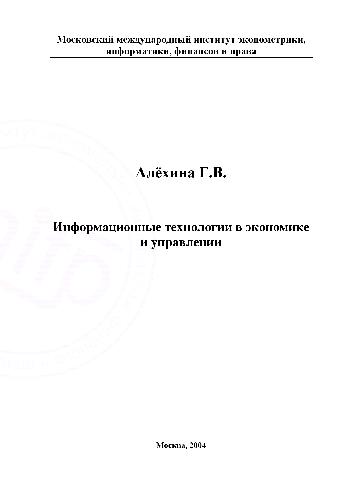 Московский международный институт эконометрики,
информатики, финансов и права
Алёхина Г.В.
Информационные технологии в экономике
и управлении
Москва, 2004